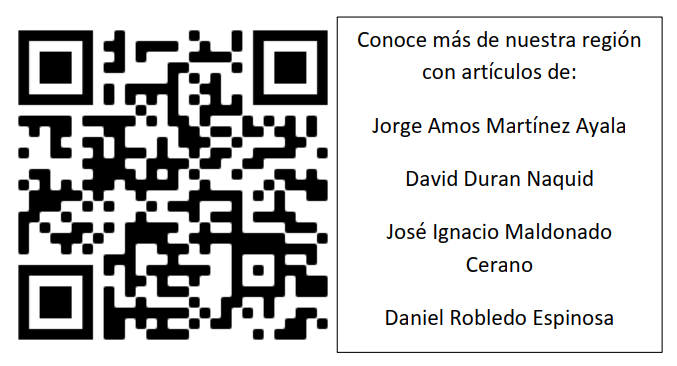 Conoce más de nuestra región
con artículos de:
Jorge Amos Martínez Ayala
David Duran Naquid
José Ignacio Maldonado
Cerano
Daniel Robledo Espinosa